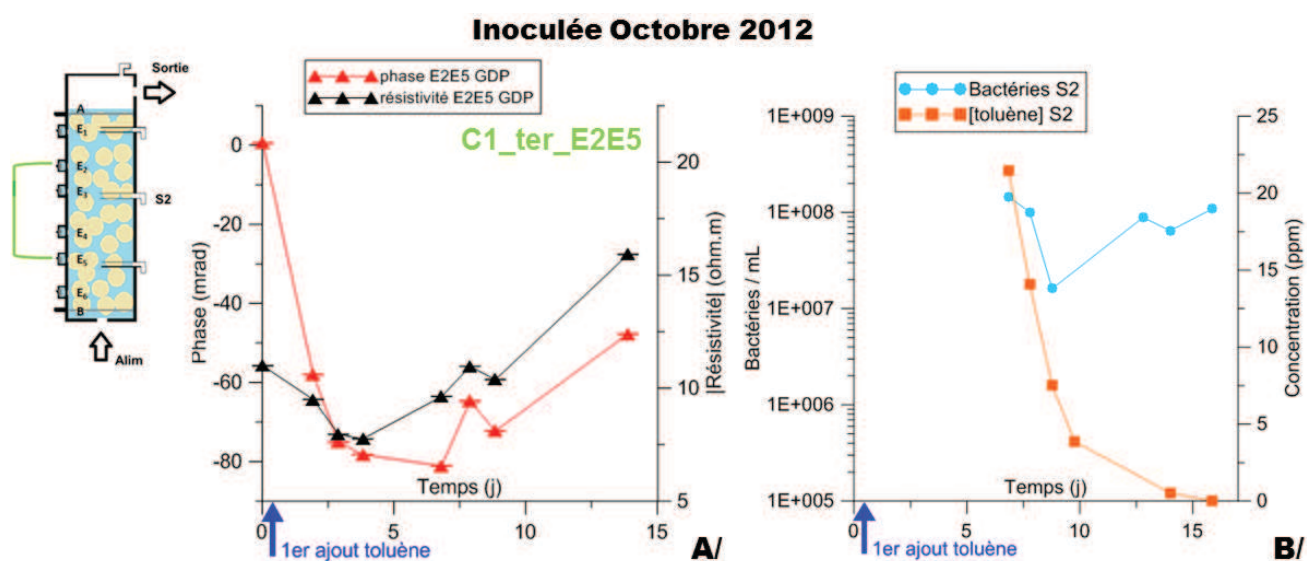 Inoculée Octobre 2012
Sortie
A
E1
E2
E3
S2
E4
E5
E6
B
Alim
phase E2E5 GDP
résistivité E2E5 GDP
C1_ter_E2E5
Phase (mrad)
0
-20
-40
-60
-80
|Résistivité| (ohm.m)
20
15
10
5
Temps (j)
0 5 10 15
1er ajout toluène
A/
Bactéries S2
[toluène] S2
Bactéries / mL
1E+009
1E+008
1E+007
1E+006
1E+005
Concentration (ppm)
25
20
15
10
5
0
Temps (j)
0 5 10 15
1er ajout toluène
B/